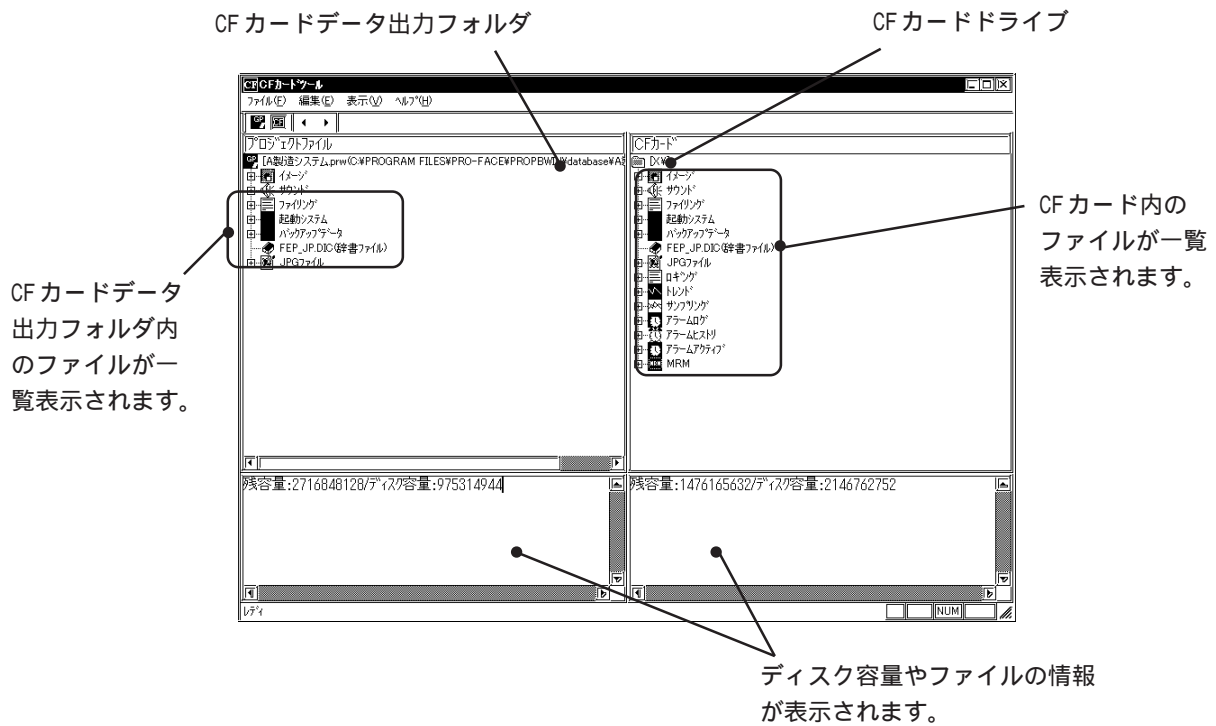 CFカードデータ出力フォルダ
CFカードドライブ
CFカードツール
ファイル(F) 編集(E) 表示(V) ヘルプ(H)
プロジェクトファイル
[A製造システム.prw(C:¥PROGRAM FILES¥PRO-FACE¥PROPBWIN¥database¥A
イメージ
サウンド
ファイリング
起動システム
バックアップデータ
FEP_JP.DIC(辞書ファイル)
JPGファイル
CFカード
イメージ
サウンド
ファイリング
起動システム
バックアップデータ
FEP_JP.DIC(辞書ファイル)
JPGファイル
ロギング
トレンド
サンプリング
アラームログ
アラームヒストリ
アラームアクティブ
MRM
CFカードデータ
出力フォルダ内
のファイルが一
覧表示されます。
CFカード内の
ファイルが一覧
表示されます。
残容量:2716848128/ディスク容量:975314944
残容量:1476165632/ディスク容量:2146762752
レディ
NUM
ディスク容量やファイルの情報
が表示されます。